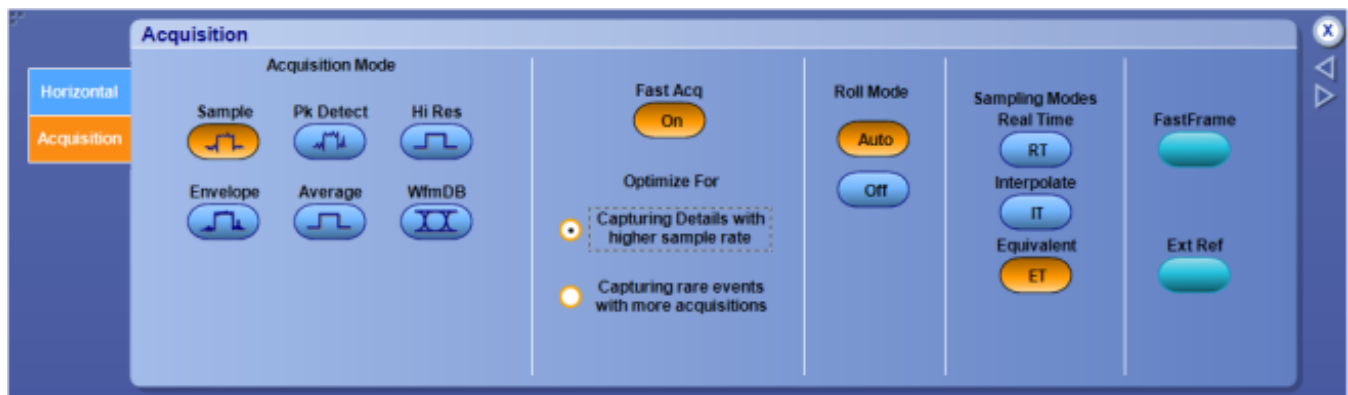 Acquisition
X
Horizontal
Acquisition
Acquisition Mode
Sample
Pk Detect
Hi Res
Envelope
Average
WfmDB
Fast Acq
On
Optimize For
Capturing Details with
higher sample rate
Capturing rare events
with more acquisitions
Roll Mode
Auto
Off
Sampling Modes
Real Time
RT
Interpolate
IT
Equivalent
ET
FastFrame
Ext Ref